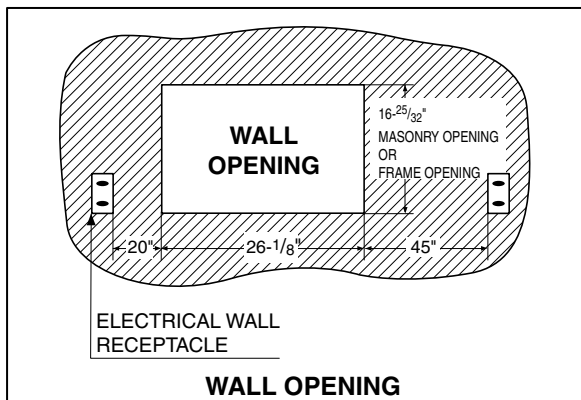 WALL
OPENING
16-25/32"
MASONRY OPENING
OR
FRAME OPENING
20"
26-1/8"
45"
ELECTRICAL WALL
RECEPTACLE
WALL OPENING